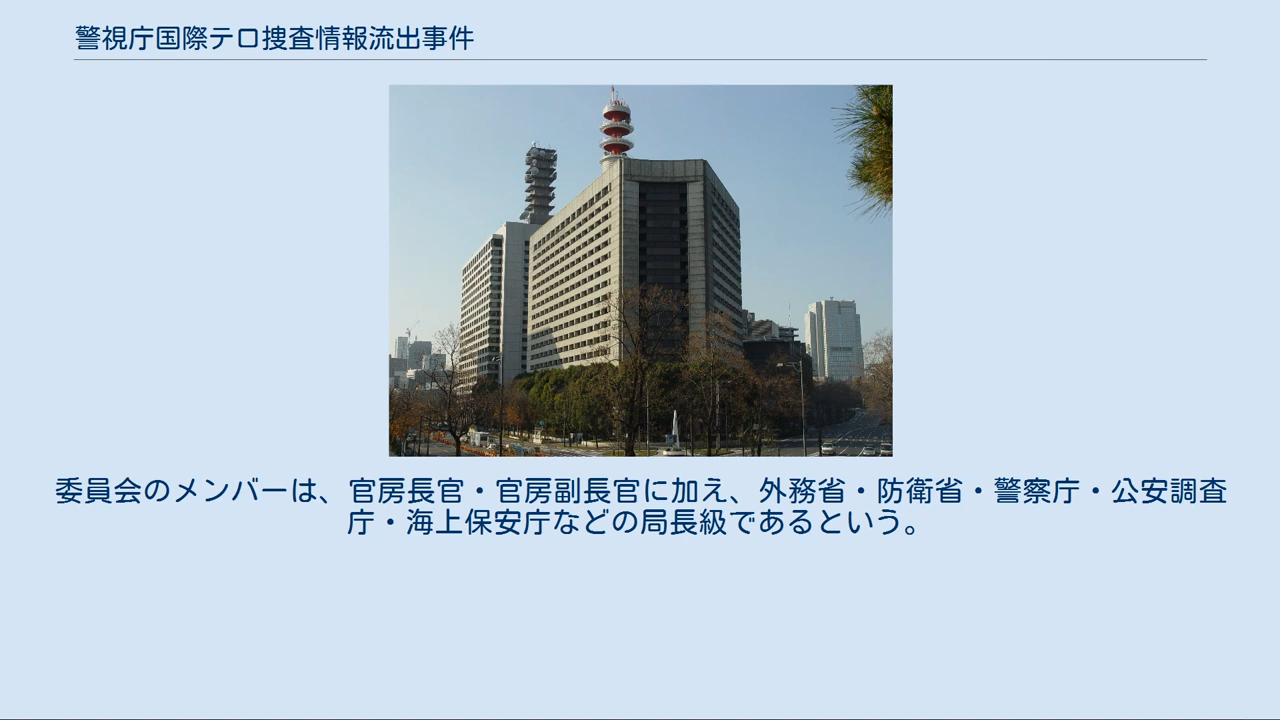 警視庁国際テロ捜査情報流出事件
委員会のメンバーは、官房長官・官房副長官に加え、外務省・防衛省・警察庁・公安調査
庁・海上保安庁などの局長級であるという。